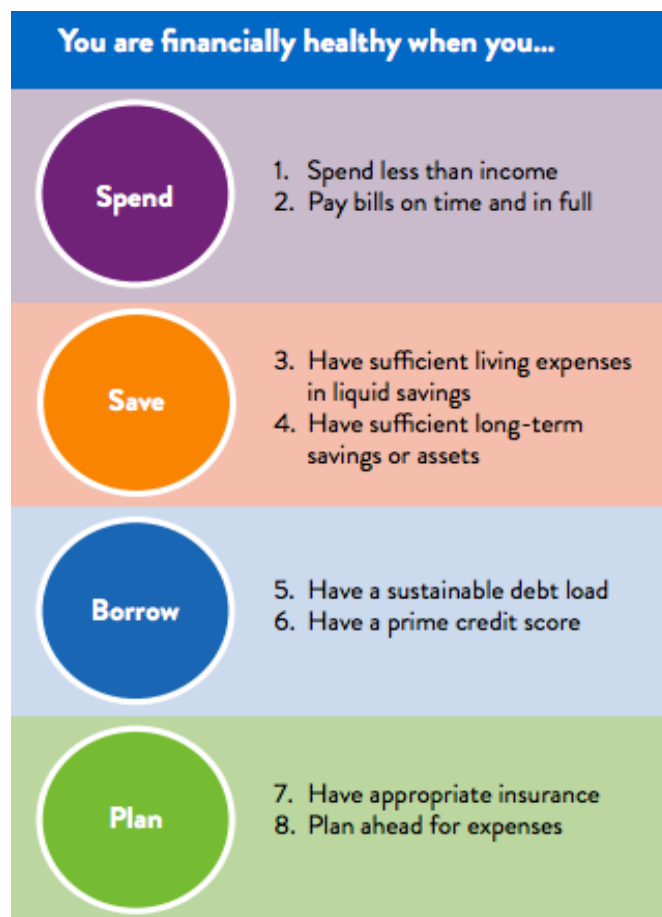 You are financially healthy when you...
Spend
1. Spend less than income
2. Pay bills on time and in full
Save
3. Have sufficient living expenses
in liquid savings
4. Have sufficient long-term
savings or assets
Borrow
5. Have a sustainable debt load
6. Have a prime credit score
Plan
7. Have appropriate insurance
8. Plan ahead for expenses